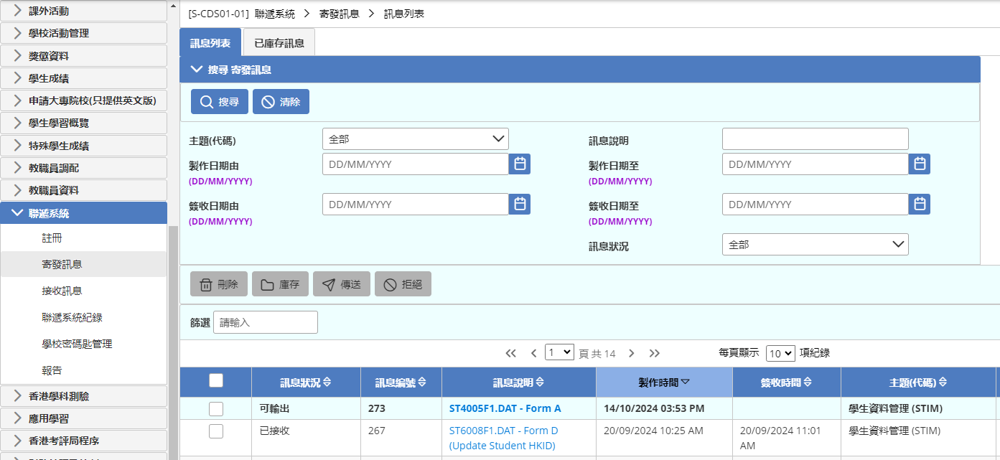 課外活動
學校活動管理
獎懲資料
學生成績
申請大專院校(只提供英文版)
學生學習概覽
特殊學生成績
教職員調配
教職員資料
聯遞系統
註冊
寄發訊息
接收訊息
聯遞系統紀錄
學校密碼匙管理
報告
香港學科測驗
應用學習
香港考評局程序
[S-CDS01-01] 聯遞系統 > 寄發訊息 > 訊息列表
訊息列表 已庫存訊息
搜尋 寄發訊息
搜尋 清除
主題(代碼) 全部 訊息說明
製作日期由 DD/MM/YYYY 製作日期至 DD/MM/YYYY
(DD/MM/YYYY) (DD/MM/YYYY)
簽收日期由 DD/MM/YYYY 簽收日期至 DD/MM/YYYY
(DD/MM/YYYY) (DD/MM/YYYY)
訊息狀況 全部
刪除 庫存 傳送 拒絕
篩選 請輸入
1 頁 共 14 每頁顯示 10 項紀錄
訊息狀況 訊息編號 訊息說明 製作時間 簽收時間 主題(代碼)
可輸出 273 ST4005F1.DAT - Form A 14/10/2024 03:53 PM 學生資料管理 (STIM)
已接收 267 ST6008F1.DAT - Form D 20/09/2024 10:25 AM 20/09/2024 11:01 學生資料管理 (STIM)
(Update Student HKID) AM